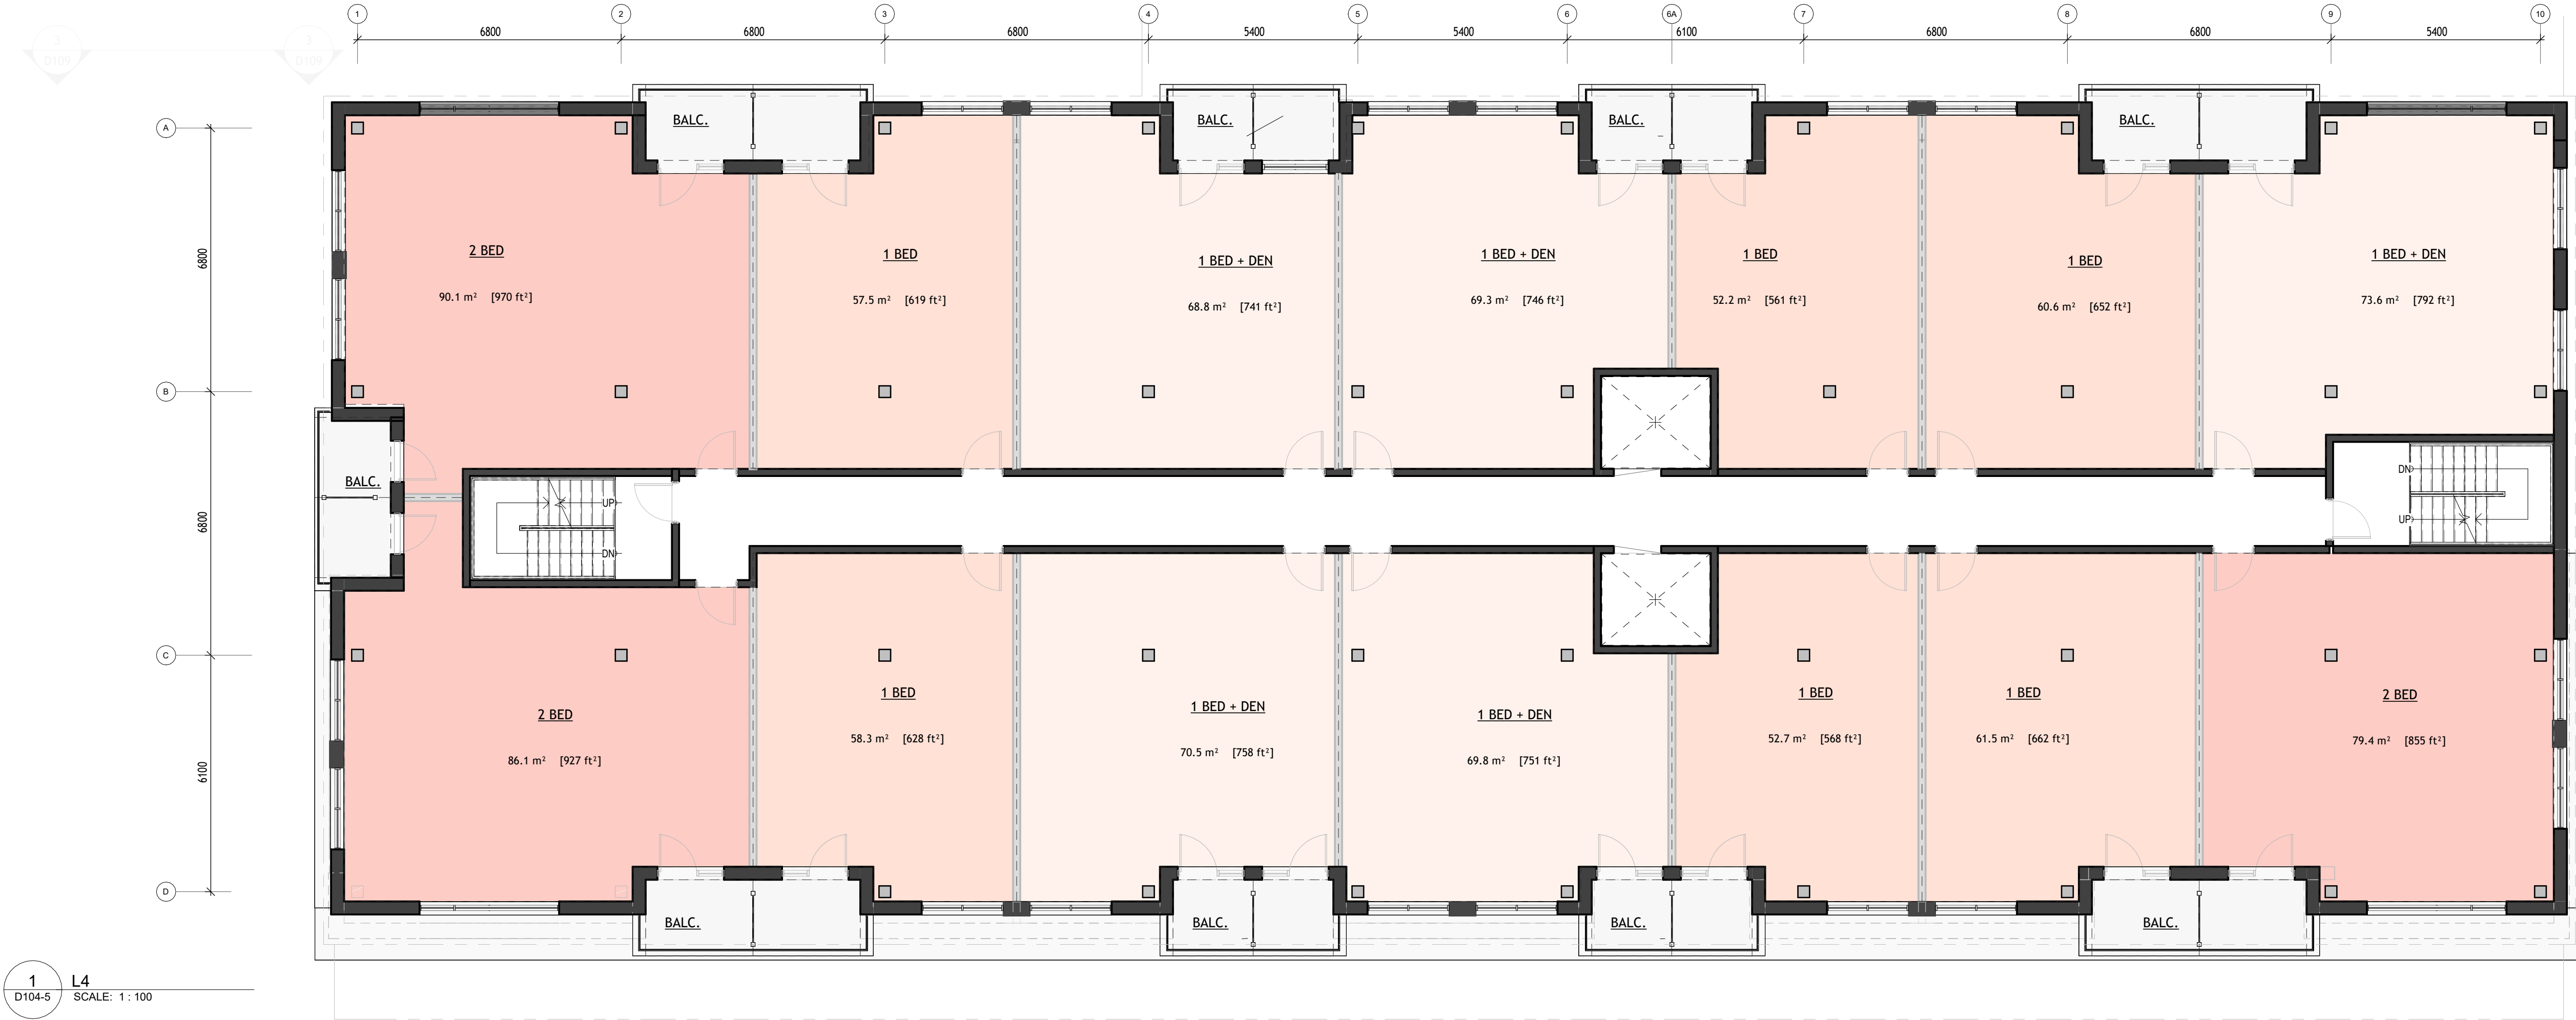 1 2 3 4 5 6 6A 7 8 9 10
6800 6800 6800 5400 5400 6100 6800 6800 5400
3 3
D109 D109
A
BALC. BALC. BALC. BALC.
2 BED 1 BED 1 BED + DEN 1 BED + DEN 1 BED 1 BED 1 BED + DEN
90.1 m² [970 ft²] 57.5 m² [619 ft²] 68.8 m² [741 ft²] 69.3 m² [746 ft²] 52.2 m² [561 ft²] 60.6 m² [652 ft²] 73.6 m² [792 ft²]
6800
B
BALC.
UP
DN
DN
UP
6800
C
2 BED 1 BED 1 BED + DEN 1 BED + DEN 1 BED 1 BED 2 BED
86.1 m² [927 ft²] 58.3 m² [628 ft²] 70.5 m² [758 ft²] 69.8 m² [751 ft²] 52.7 m² [568 ft²] 61.5 m² [662 ft²] 79.4 m² [855 ft²]
6100
D
BALC. BALC. BALC. BALC.
1 L4
D104-5 SCALE: 1 : 100